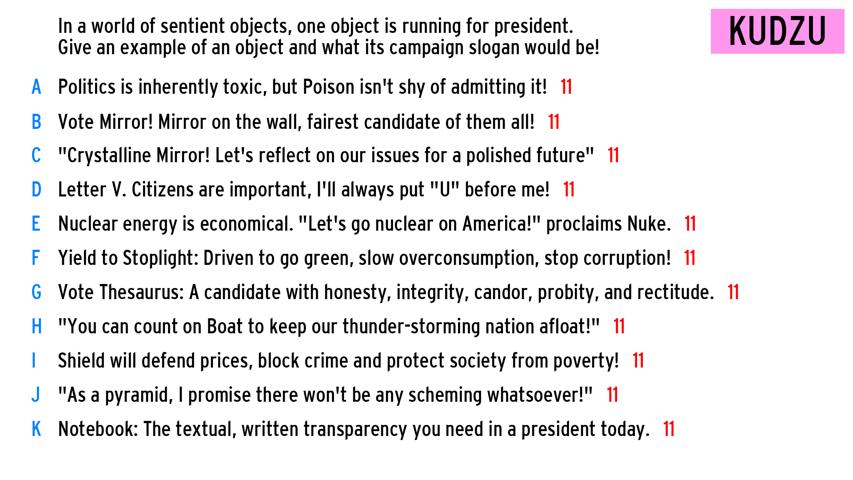 In a world of sentient objects, one object is running for president.
Give an example of an object and what its campaign slogan would be!
KUDZU
A Politics is inherently toxic, but Poison isn't shy of admitting it! 11
B Vote Mirror! Mirror on the wall, fairest candidate of them all! 11
C "Crystalline Mirror! Let's reflect on our issues for a polished future" 11
D Letter V. Citizens are important, I'll always put "U" before me! 11
E Nuclear energy is economical. "Let's go nuclear on America!" proclaims Nuke. 11
F Yield to Stoplight: Driven to go green, slow overconsumption, stop corruption! 11
G Vote Thesaurus: A candidate with honesty, integrity, candor, probity, and rectitude. 11
H "You can count on Boat to keep our thunder-storming nation afloat!" 11
I Shield will defend prices, block crime and protect society from poverty! 11
J "As a pyramid, I promise there won't be any scheming whatsoever!" 11
K Notebook: The textual, written transparency you need in a president today. 11